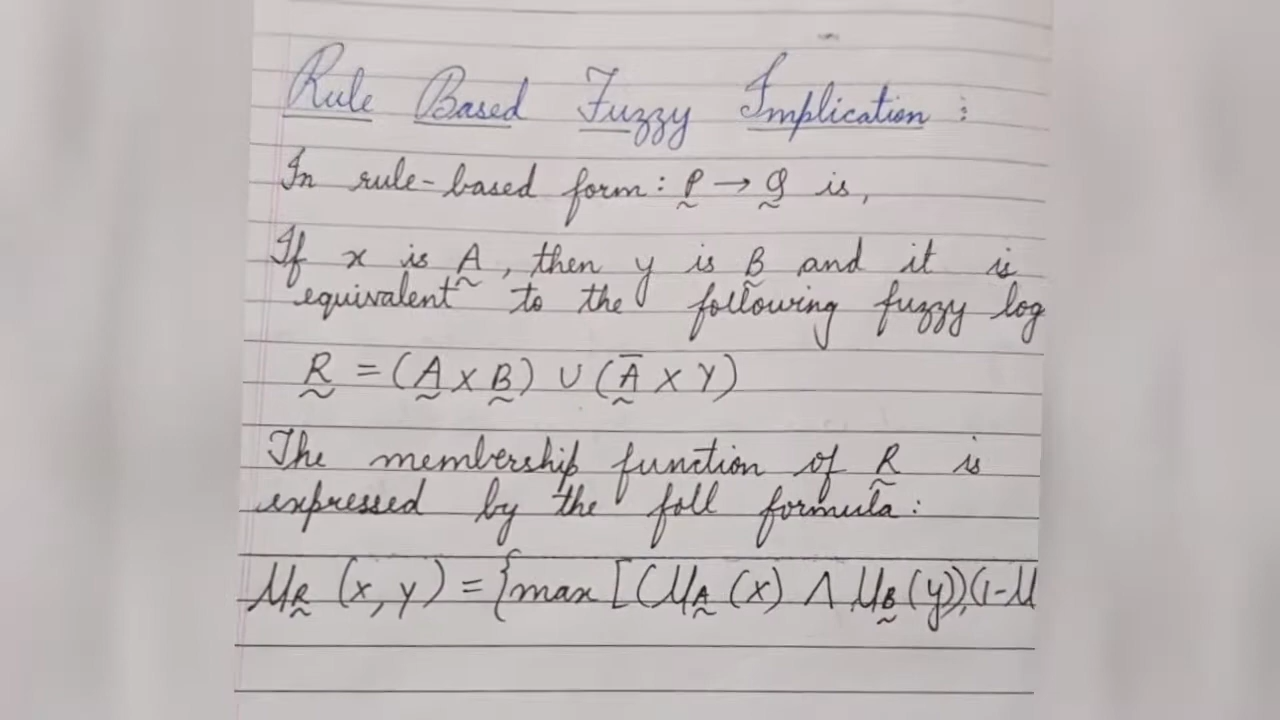 Rule Based Fuzzy Implication :
In rule-based form: P → Q is,
If x is A, then y is B and it is
equivalent to the following fuzzy log
R = (A X B) ∪ (A̅ X Y)
The membership function of R is
expressed by the foll formula:
μR (x, y) = {max [(μA (x) ∧ μB (y)),(1-μ